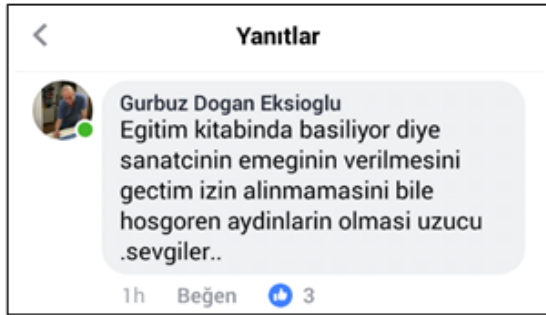 Yanıtlar
Gurbuz Dogan Eksioglu
Egitim kitabinda basiliyor diye
sanatcinin emeginin verilmesini
gectim izin alinmamasini bile
hosgoren aydinlarin olmasi uzucu
.sevgiler..
1h Beğen 3